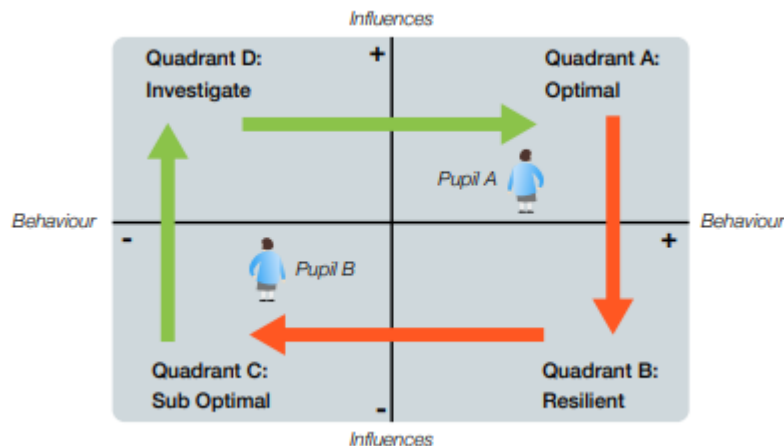 Influences
Quadrant D:
Investigate
+
Quadrant A:
Optimal
Pupil A
Behaviour
-
+
Behaviour
Pupil B
Quadrant C:
Sub Optimal
-
Quadrant B:
Resilient
Influences